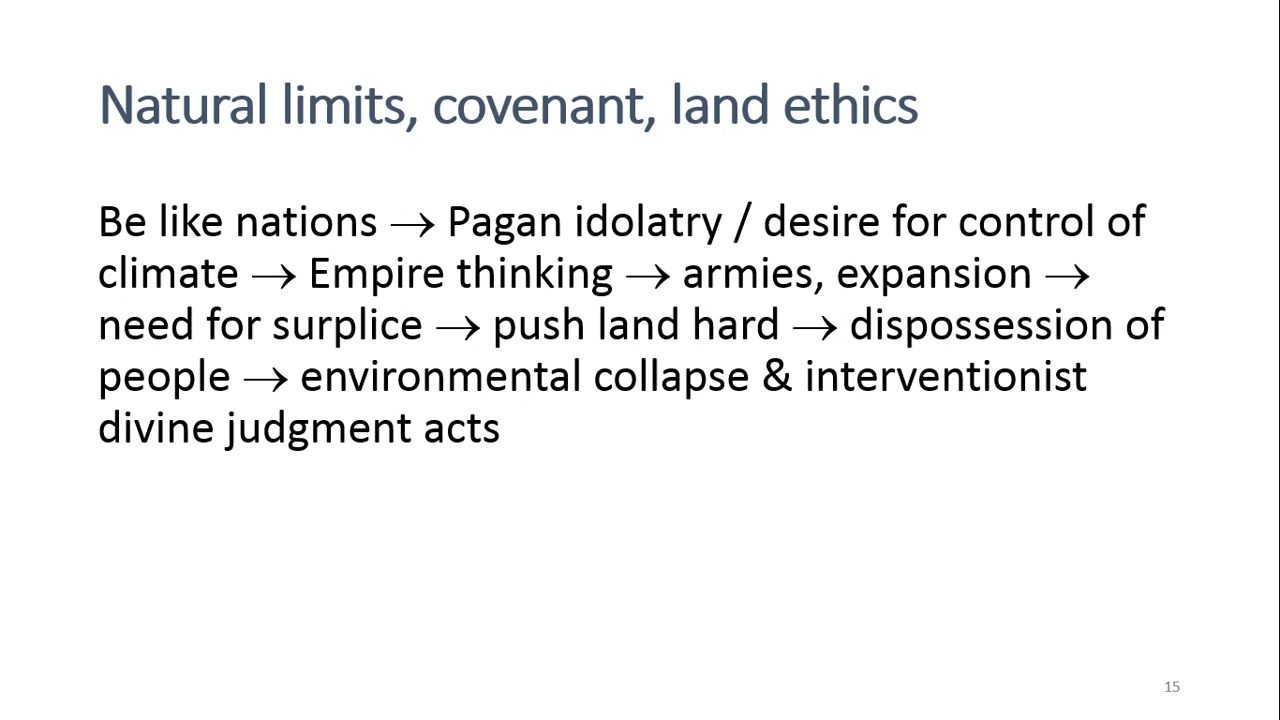 Natural limits, covenant, land ethics
Be like nations → Pagan idolatry / desire for control of
climate → Empire thinking → armies, expansion →
need for surplice → push land hard → dispossession of
people → environmental collapse & interventionist
divine judgment acts
15